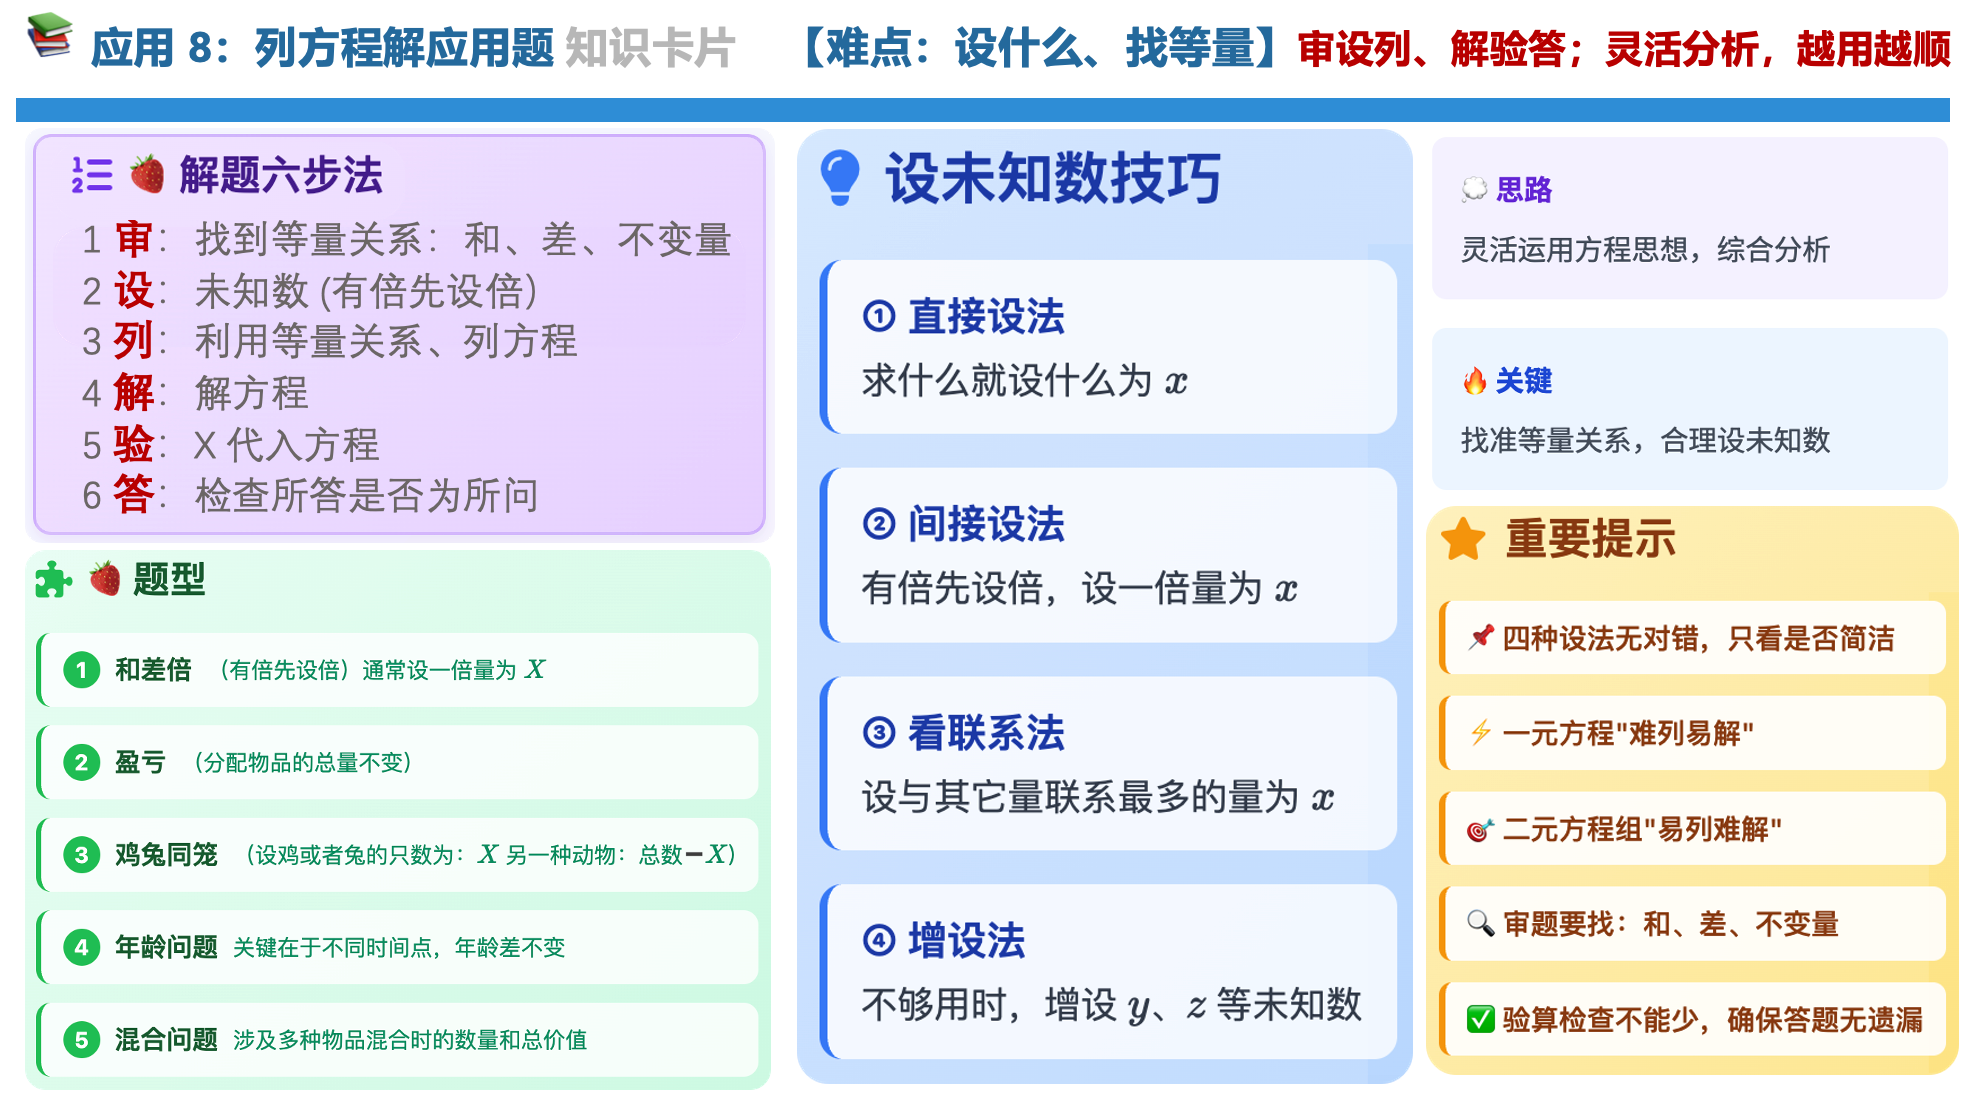 应用 8：列方程解应用题 知识卡片 【难点：设什么、找等量】审设列、解验答；灵活分析，越用越顺
解题六步法
1 审： 找到等量关系：和、差、不变量
2 设： 未知数 (有倍先设倍）
3 列： 利用等量关系、列方程
4 解： 解方程
5 验： X 代入方程
6 答： 检查所答是否为所问
题型
1 和差倍 （有倍先设倍）通常设一倍量为 X
2 盈亏 （分配物品的总量不变）
3 鸡兔同笼 （设鸡或者兔的只数为：X 另一种动物：总数−X）
4 年龄问题 关键在于不同时间点，年龄差不变
5 混合问题 涉及多种物品混合时的数量和总价值
设未知数技巧
① 直接设法
求什么就设什么为 x
② 间接设法
有倍先设倍，设一倍量为 x
③ 看联系法
设与其它量联系最多的量为 x
④ 增设法
不够用时，增设 y、z 等未知数
思路
灵活运用方程思想，综合分析
关键
找准等量关系，合理设未知数
重要提示
四种设法无对错，只看是否简洁
一元方程"难列易解"
二元方程组"易列难解"
审题要找：和、差、不变量
验算检查不能少，确保答题无遗漏